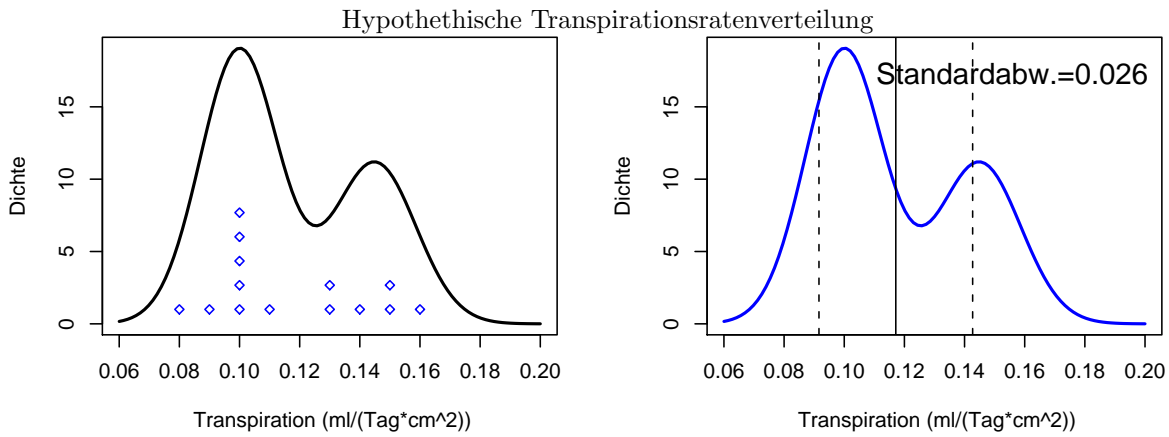 Hypothethische Transpirationsratenverteilung
Dichte
15
10
5
0
0.06 0.08 0.10 0.12 0.14 0.16 0.18 0.20
Transpiration (ml/(Tag*cm^2))
Standardabw.=0.026
Dichte
15
10
5
0
0.06 0.08 0.10 0.12 0.14 0.16 0.18 0.20
Transpiration (ml/(Tag*cm^2))